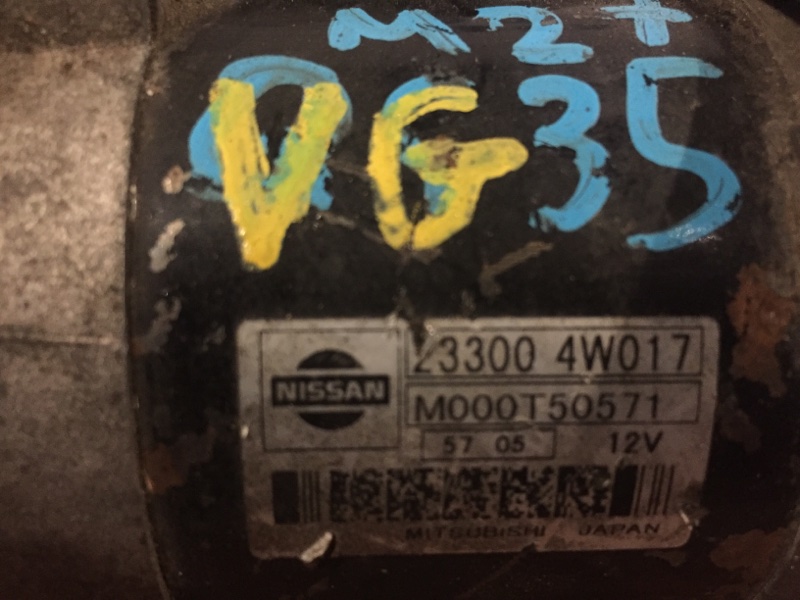 M2+
VG35
NISSAN
23300 4W017
M000T50571
57 05 12V
MITSUBISHI JAPAN